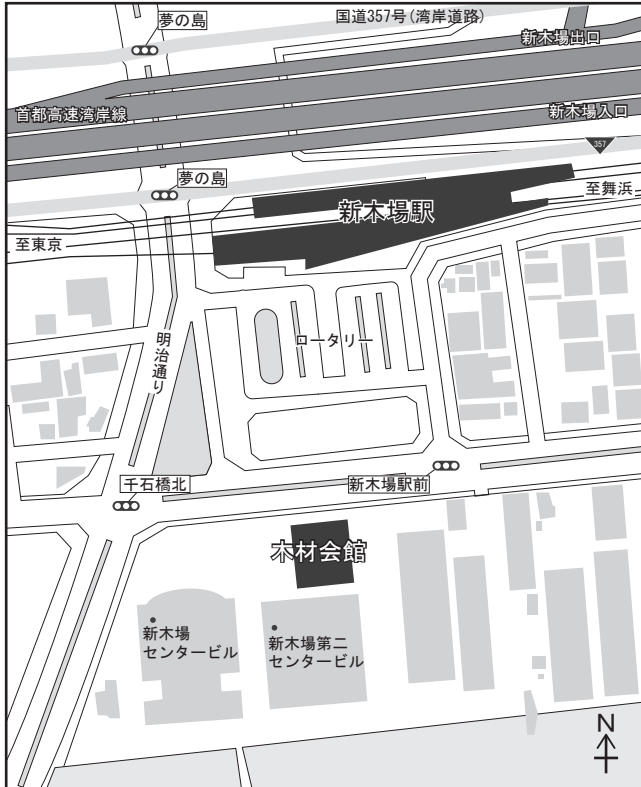 夢の島
国道357号(湾岸道路)
新木場出口
首都高速湾岸線
新木場入口
357
夢の島
新木場駅
至舞浜
至東京
ロータリー
明治通り
千石橋北
新木場駅前
木材会館
新木場
センタービル
新木場第二
センタービル
N